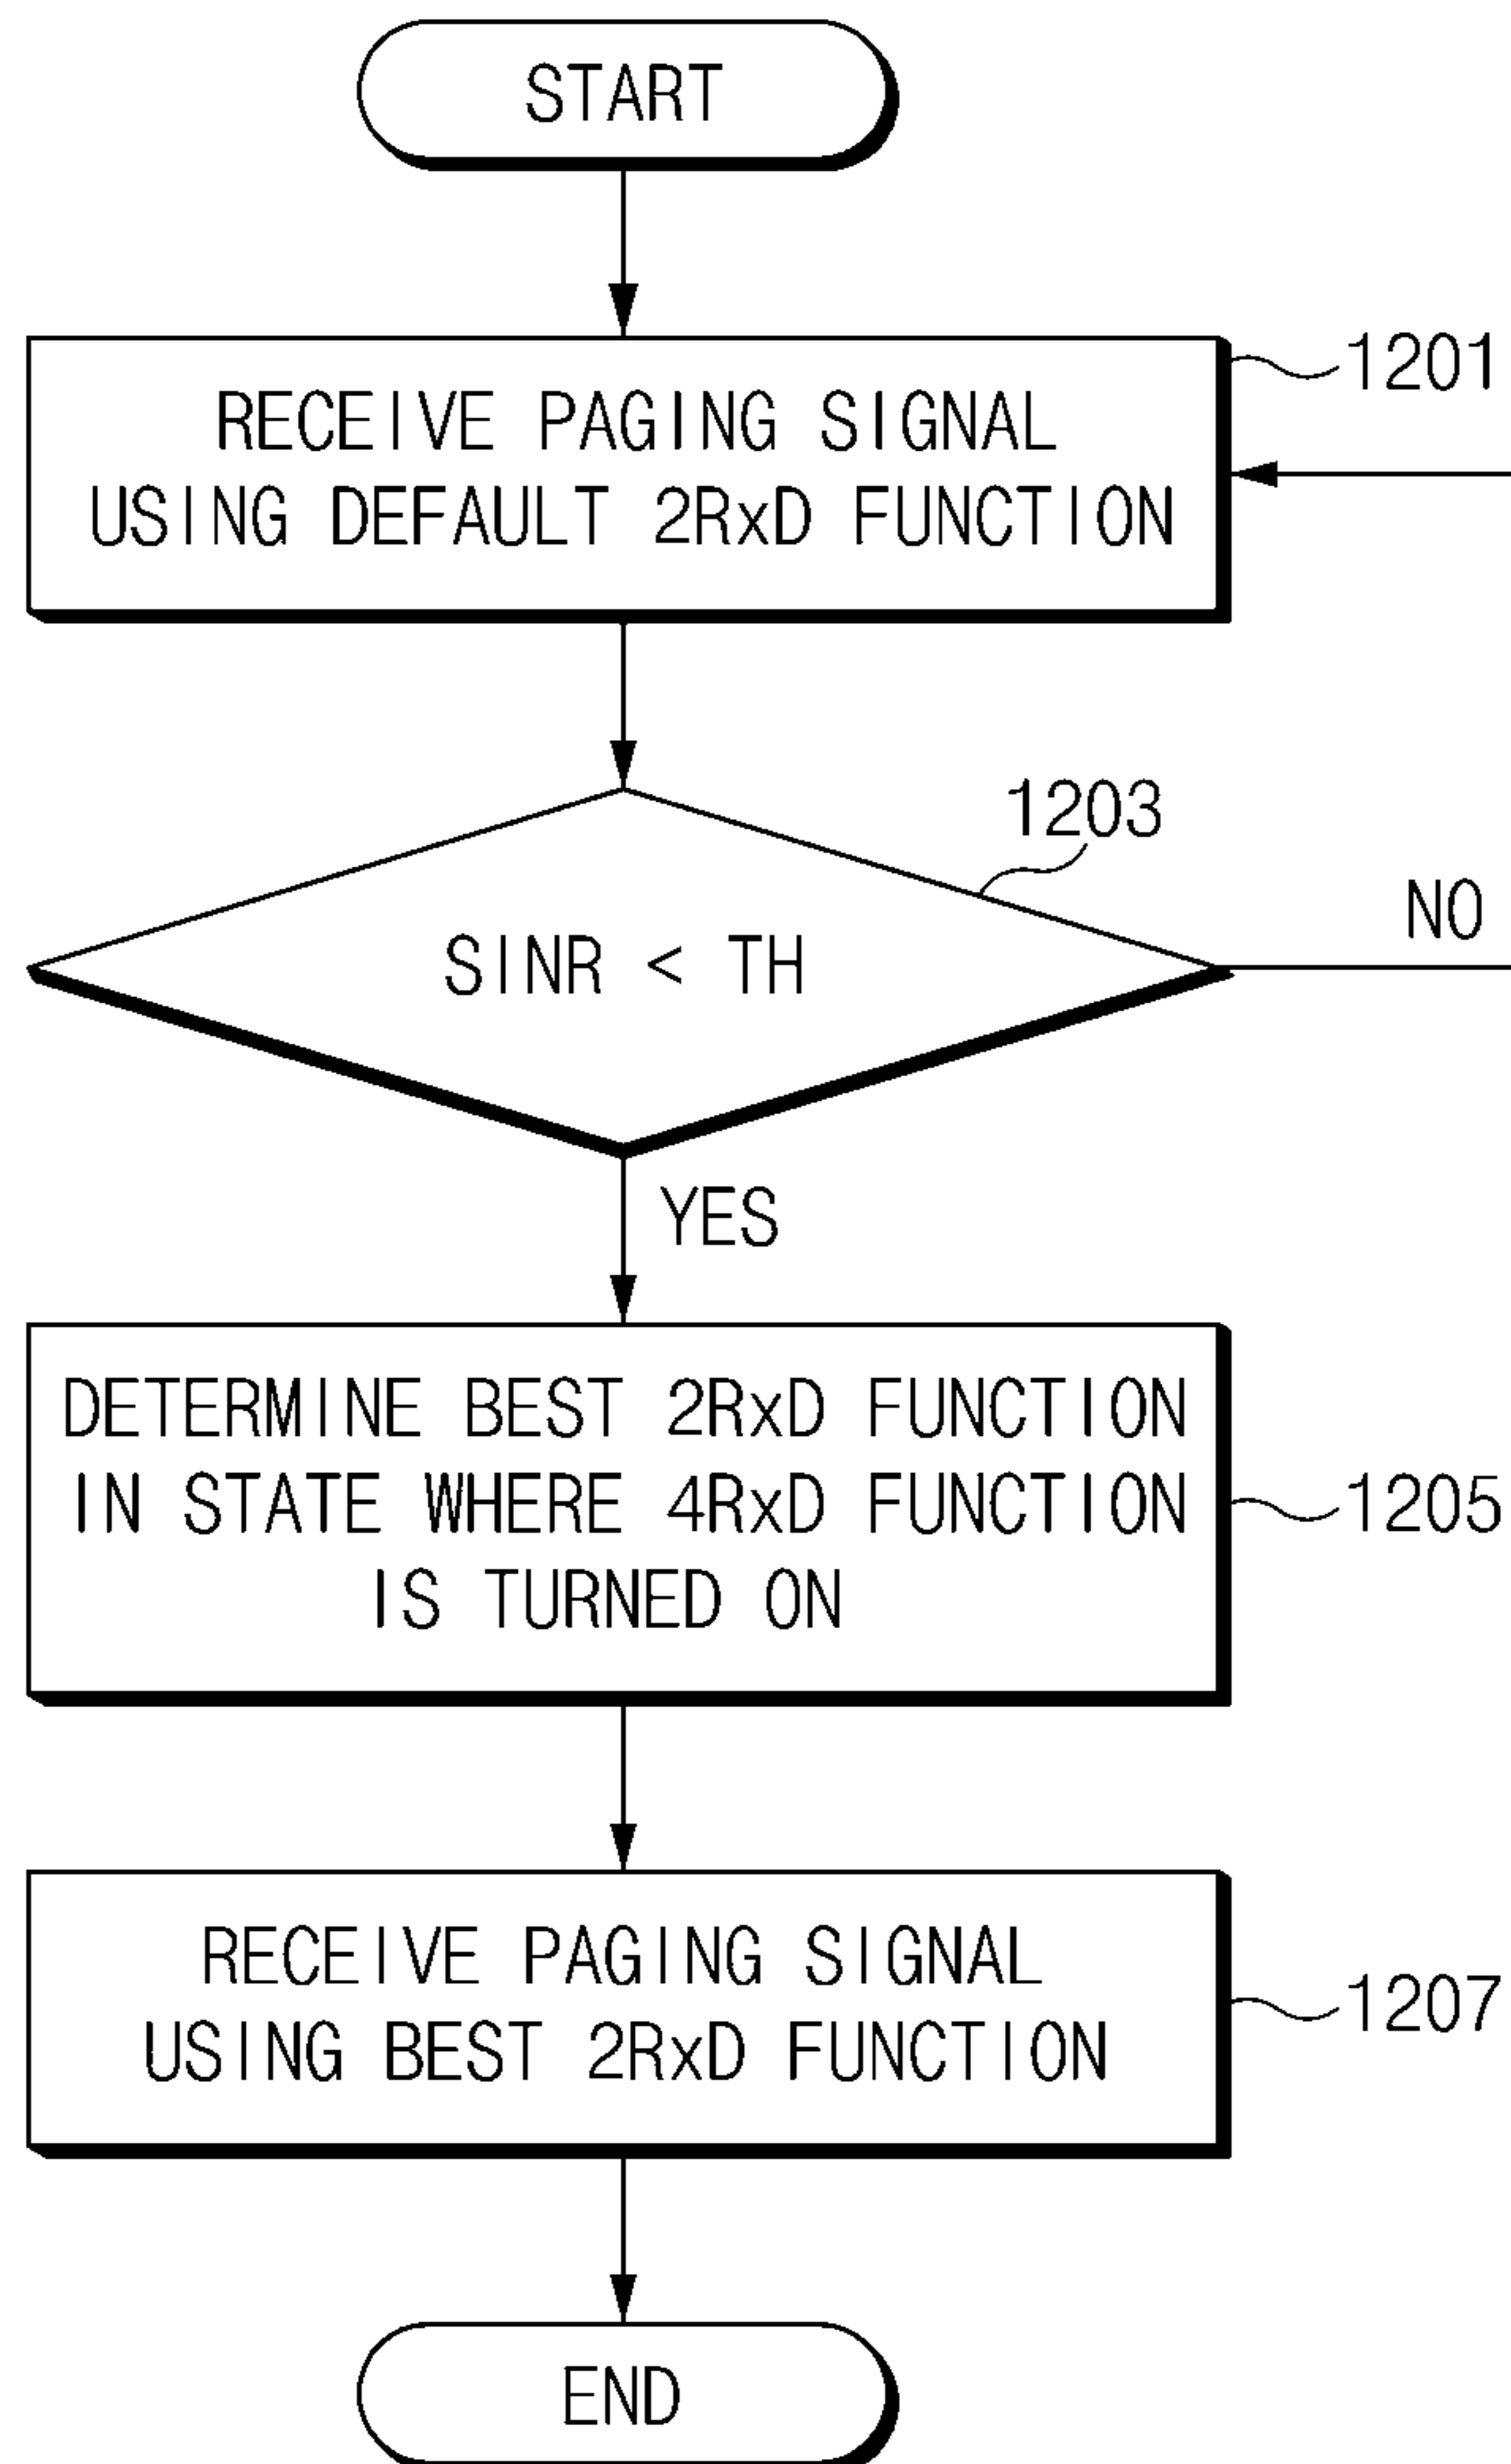 START
1201
RECEIVE PAGING SIGNAL
USING DEFAULT 2RxD FUNCTION
1203
NO
SINR < TH
YES
DETERMINE BEST 2RxD FUNCTION
IN STATE WHERE 4RxD FUNCTION
IS TURNED ON
1205
RECEIVE PAGING SIGNAL
USING BEST 2RxD FUNCTION
1207
END